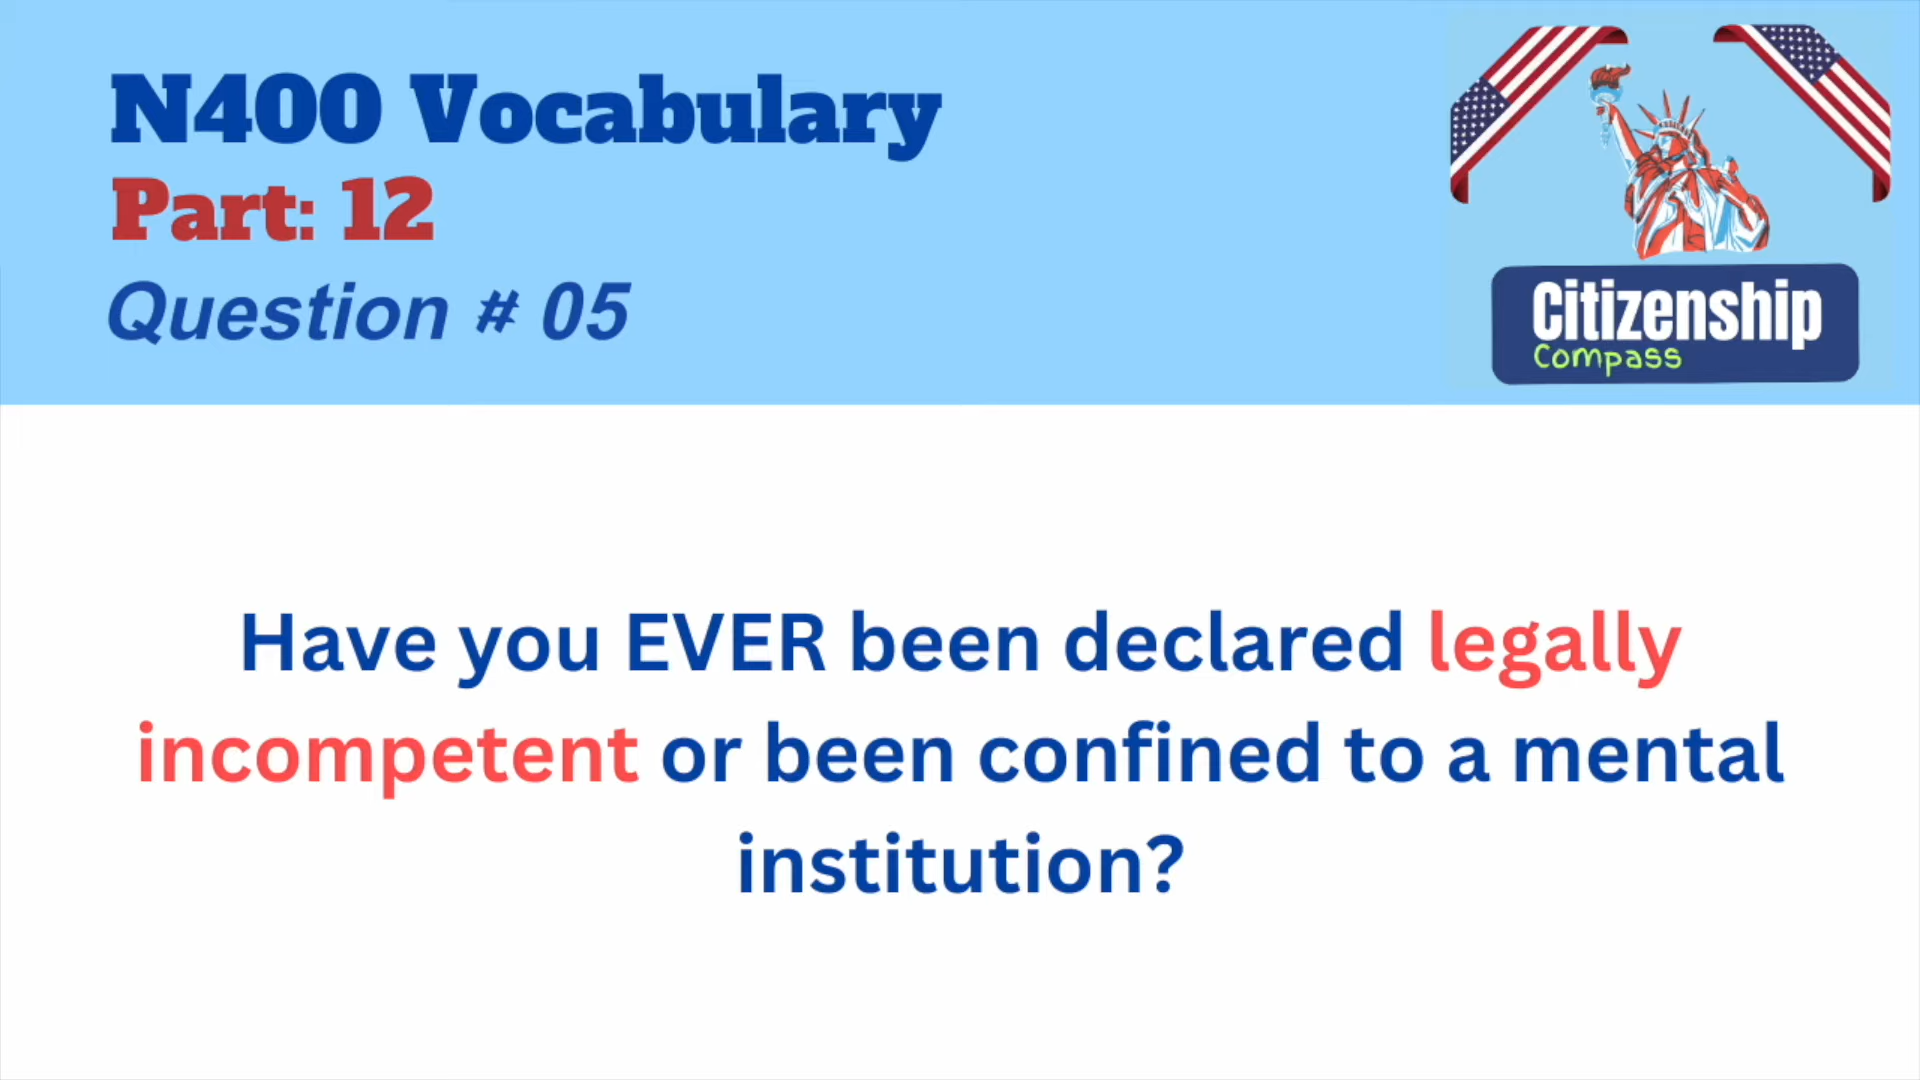 N400 Vocabulary
Part: 12
Question # 05
Citizenship
Compass
Have you EVER been declared legally
incompetent or been confined to a mental
institution?